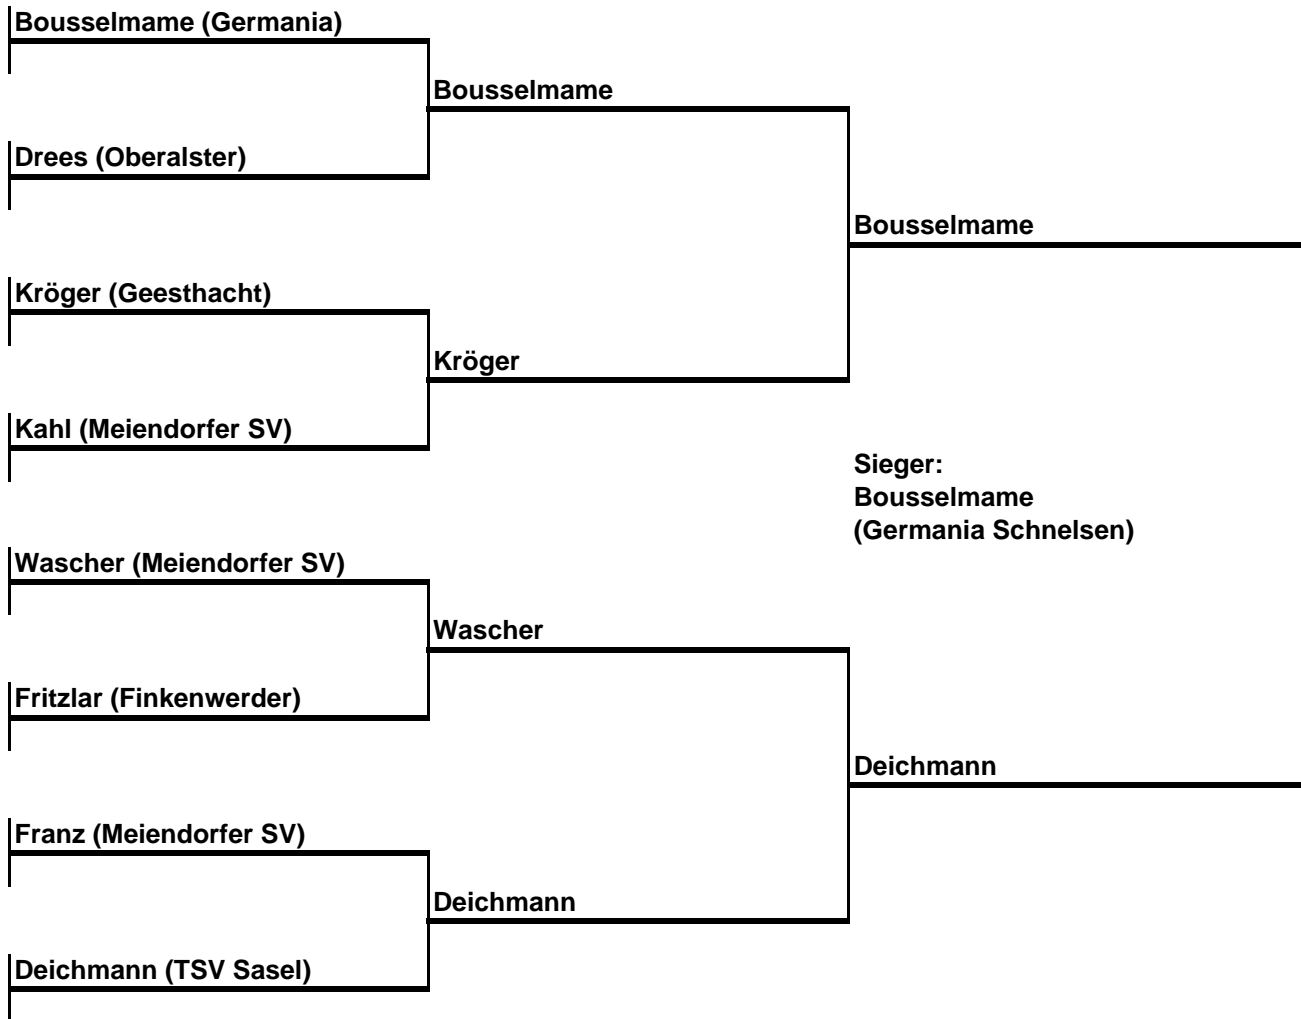 Bousselmame (Germania)
Bousselmame
Drees (Oberalster)
Bousselmame
Kröger (Geesthacht)
Kröger
Kahl (Meiendorfer SV)
Sieger:
Bousselmame
(Germania Schnelsen)
Wascher (Meiendorfer SV)
Wascher
Fritzlar (Finkenwerder)
Deichmann
Franz (Meiendorfer SV)
Deichmann
Deichmann (TSV Sasel)